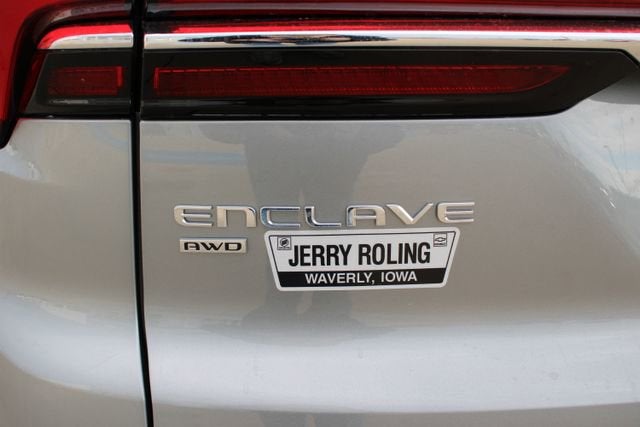 ENCLAVE
AWD
JERRY ROLING
WAVERLY, IOWA